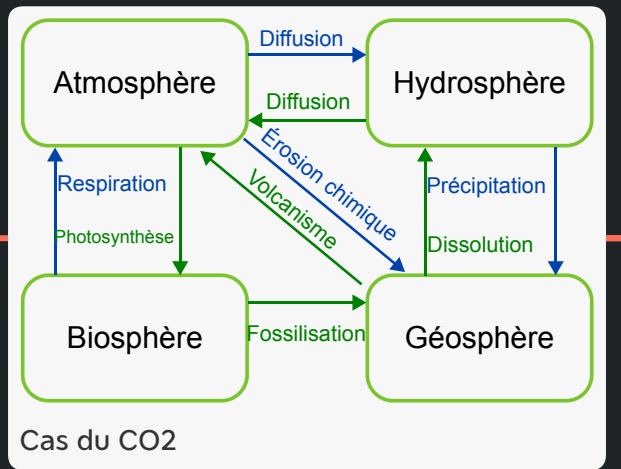 Diffusion
Atmosphère
Hydrosphère
Diffusion
Érosion chimique
Volcanisme
Respiration
Précipitation
Photosynthèse
Dissolution
Biosphère
Fossilisation
Géosphère
Cas du CO2